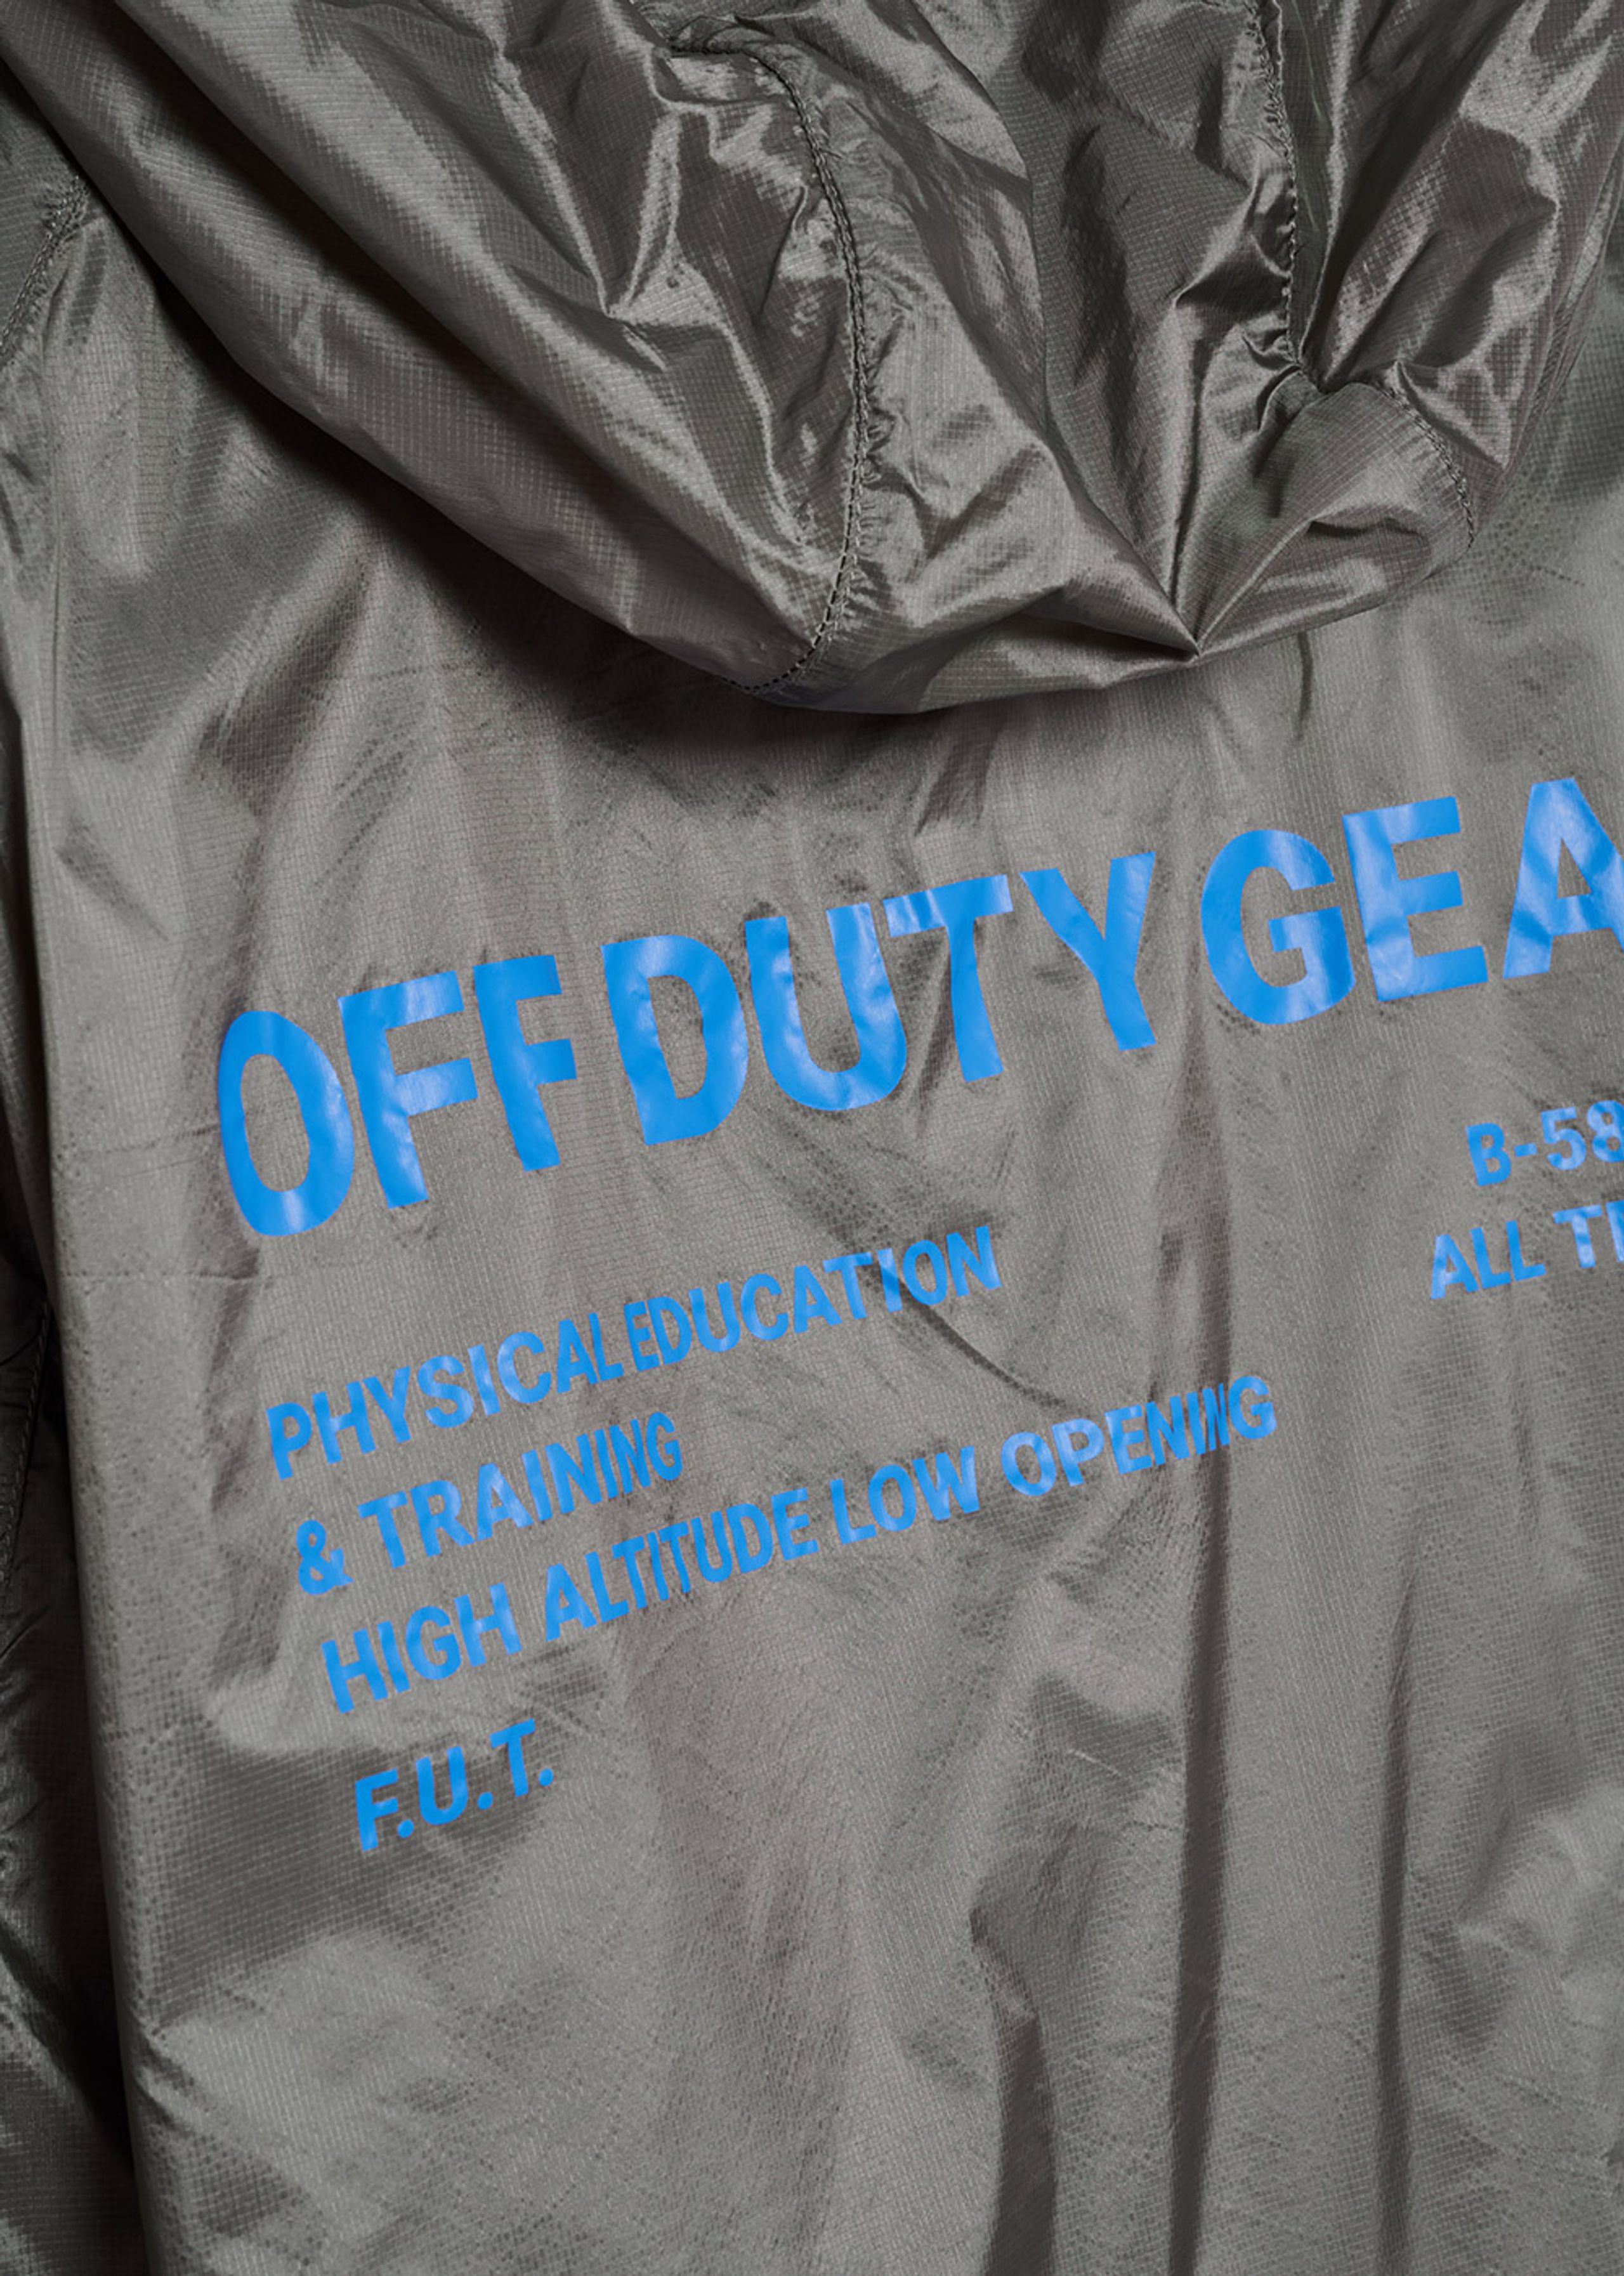 OFF DUTY GEA
B-58
ALL
PHYSICAL EDUCATION
& TRAINING
HIGH ALTITUDE LOW OPENING
F.U.T.